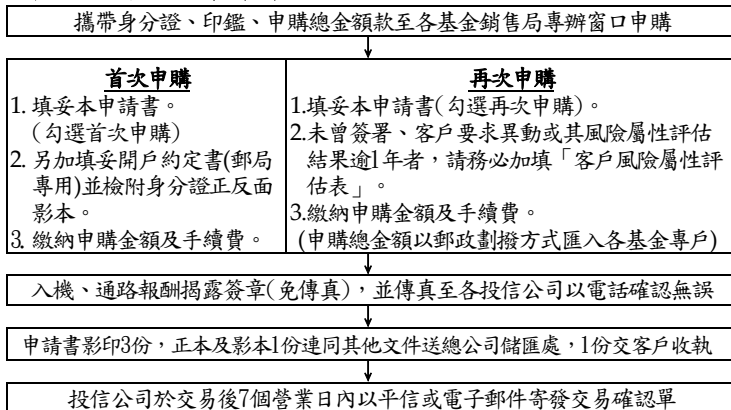 攜帶身分證、印鑑、申購總金額款至各基金銷售局專辦窗口申購
首次申購
1. 填妥本申請書。
(勾選首次申購)
2. 另加填妥開戶約定書(郵局
專用)並檢附身分證正反面
影本。
3. 繳納申購金額及手續費。
再次申購
1.填妥本申請書(勾選再次申購)。
2.未曾簽署、客戶要求異動或其風險屬性評估
結果逾1年者,請務必加填「客戶風險屬性評
估表」。
3.繳納申購金額及手續費。
(申購總金額以郵政劃撥方式匯入各基金專戶)
入機、通路報酬揭露簽章(免傳真),並傳真至各投信公司以電話確認無誤
申請書影印3份,正本及影本1份連同其他文件送總公司儲匯處,1份交客戶收執
投信公司於交易後7個營業日內以平信或電子郵件寄發交易確認單